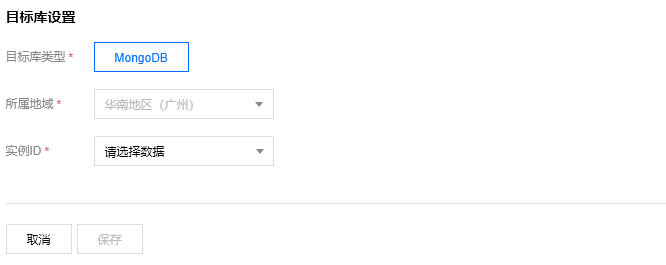 目标库设置
目标库类型 * MongoDB
所属地域 * 华南地区（广州）
实例ID * 请选择数据
取消 保存